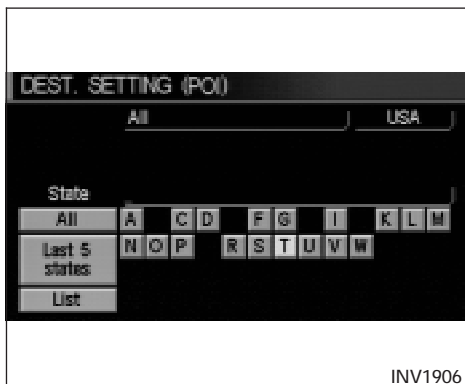 DEST. SETTING (POI)
All USA
State
All A C D F G I K L M
Last 5 states N O P R S T U V W
List
INV1906